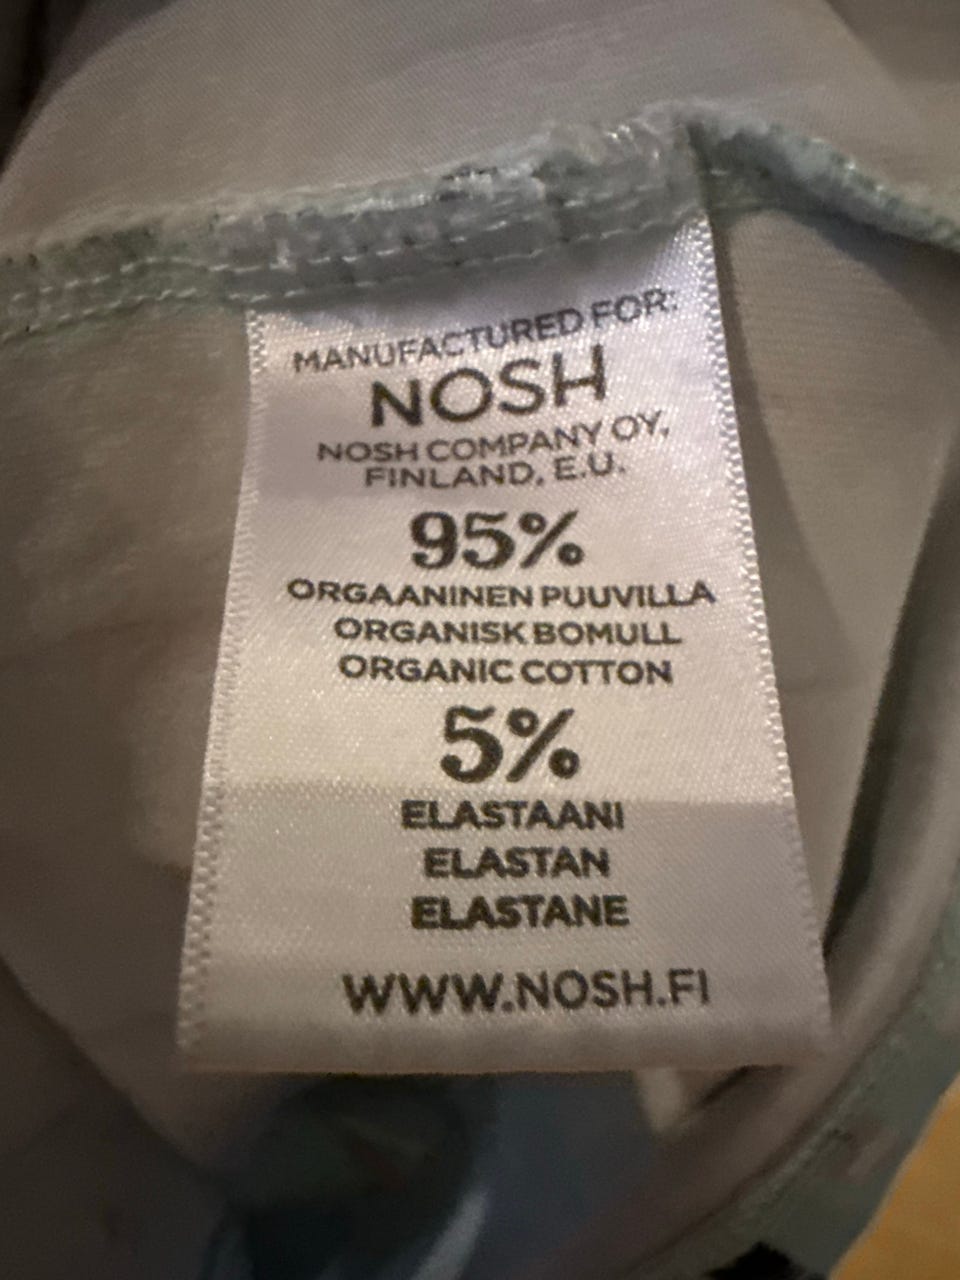 MANUFACTURED FOR:
NOSH
NOSH COMPANY OY,
FINLAND, E.U.
95%
ORGAANINEN PUUVILLA
ORGANISK BOMULL
ORGANIC COTTON
5%
ELASTAANI
ELASTAN
ELASTANE
WWW.NOSH.FI